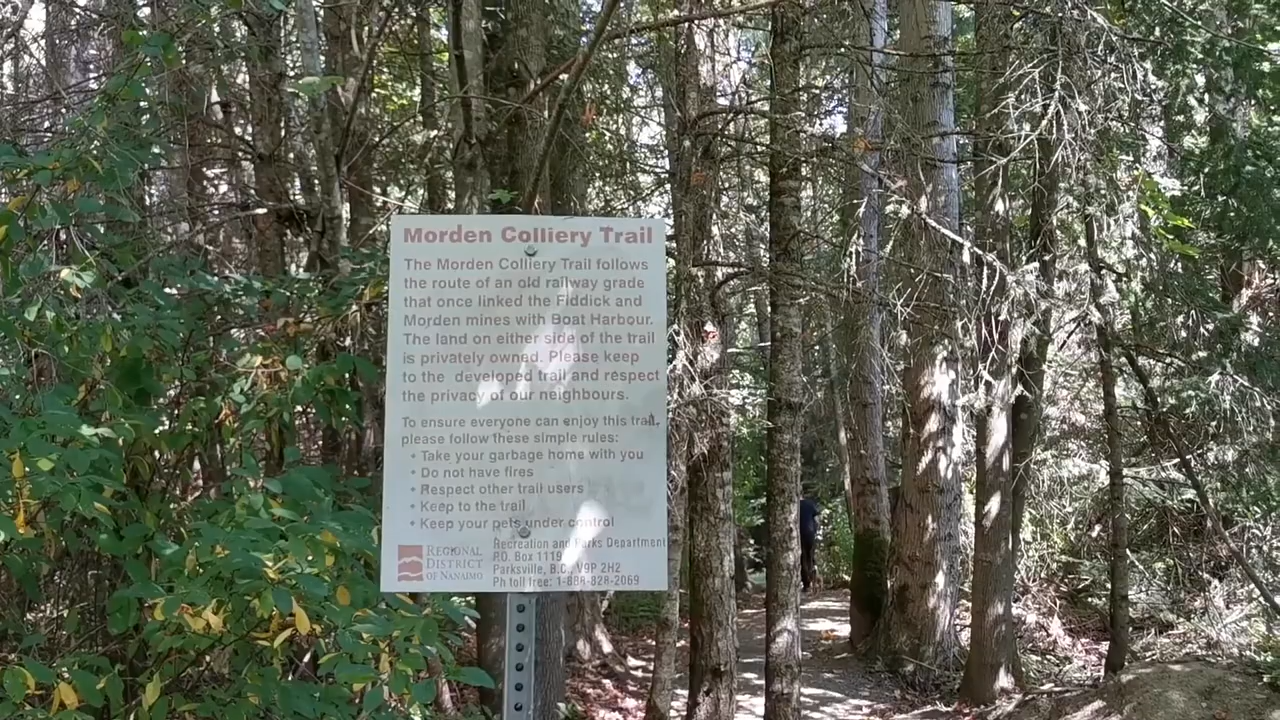 Morden Colliery Trail
The Morden Colliery Trail follows
the route of an old railway grade
that once linked the Fiddick and
Morden mines with Boat Harbour.
The land on either side of the trail
is privately owned. Please keep
to the developed trail and respect
the privacy of our neighbours.
To ensure everyone can enjoy this trail,
please follow these simple rules:
• Take your garbage home with you
• Do not have fires
• Respect other trail users
• Keep to the trail
• Keep your pets under control
REGIONAL
DISTRICT
OF NANAIMO
Recreation and Parks Department
P.O. Box 1119
Parksville, B.C., V9P 2H2
Ph toll free: 1-888-828-2069